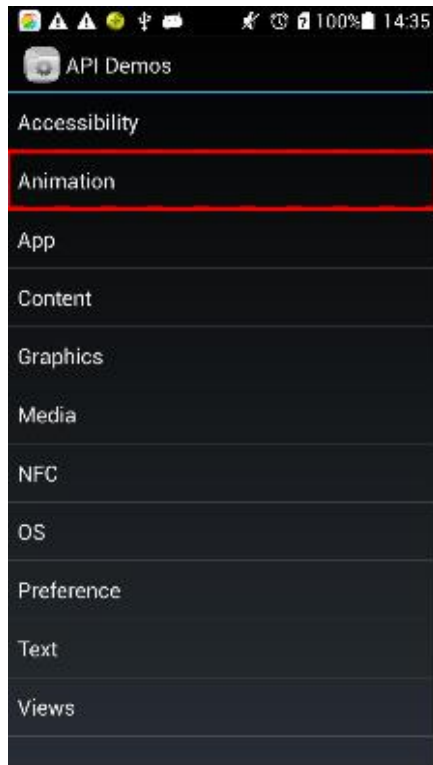 100% 14:35
API Demos
Accessibility
Animation
App
Content
Graphics
Media
NFC
OS
Preference
Text
Views